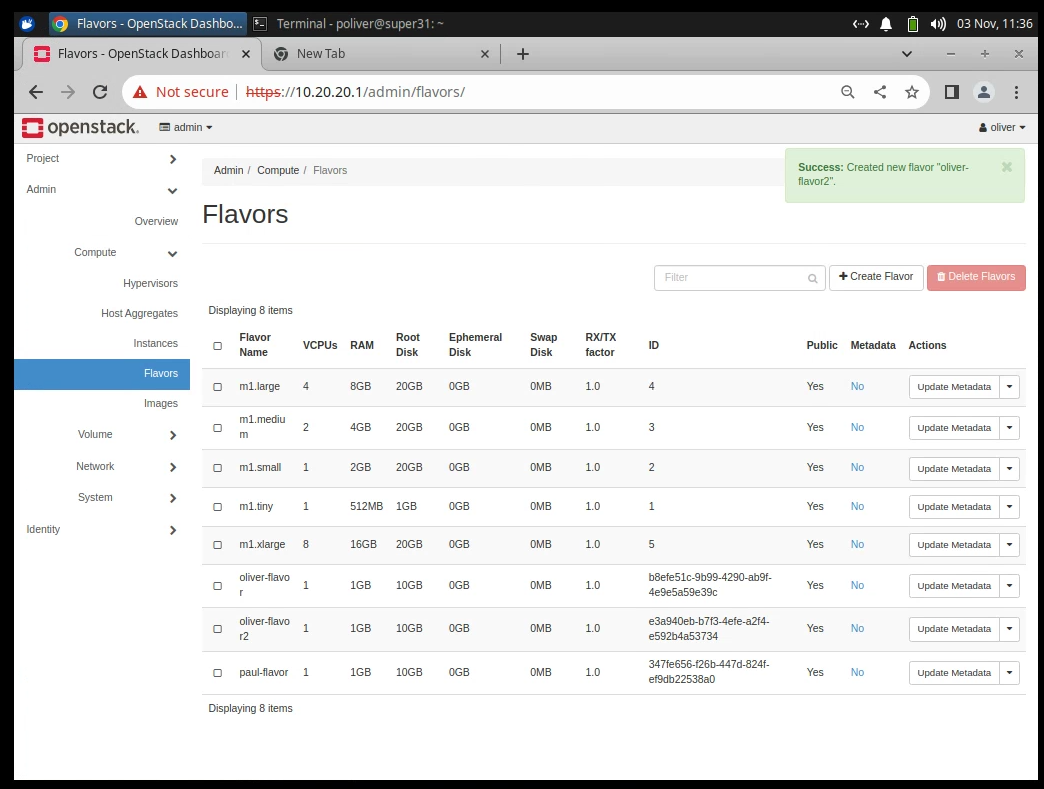 Flavors - OpenStack Dashbo... Terminal - poliver@super31: ~ 03 Nov, 11:36
Flavors - OpenStack Dashboar New Tab
Not secure https://10.20.20.1/admin/flavors/
openstack. admin oliver
Project
Admin
Overview
Compute
Hypervisors
Host Aggregates
Instances
Flavors
Images
Volume
Network
System
Identity
Admin / Compute / Flavors
Success: Created new flavor "oliver-
flavor2".
Flavors
Filter Create Flavor Delete Flavors
Displaying 8 items
Flavor Name VCPUs RAM Root Disk Ephemeral Disk Swap Disk RX/TX factor ID Public Metadata Actions
m1.large 4 8GB 20GB 0GB 0MB 1.0 4 Yes No Update Metadata
m1.mediu
m 2 4GB 20GB 0GB 0MB 1.0 3 Yes No Update Metadata
m1.small 1 2GB 20GB 0GB 0MB 1.0 2 Yes No Update Metadata
m1.tiny 1 512MB 1GB 0GB 0MB 1.0 1 Yes No Update Metadata
m1.xlarge 8 16GB 20GB 0GB 0MB 1.0 5 Yes No Update Metadata
oliver-flavo b8efe51c-9b99-4290-ab9f-
r 1 1GB 10GB 0GB 0MB 1.0 4e9e5a59e39c Yes No Update Metadata
oliver-flavo e3a940eb-b7f3-4efe-a2f4-
r2 1 1GB 10GB 0GB 0MB 1.0 e592b4a53734 Yes No Update Metadata
347fe656-f26b-447d-824f-
paul-flavor 1 1GB 10GB 0GB 0MB 1.0 ef9db22538a0 Yes No Update Metadata
Displaying 8 items